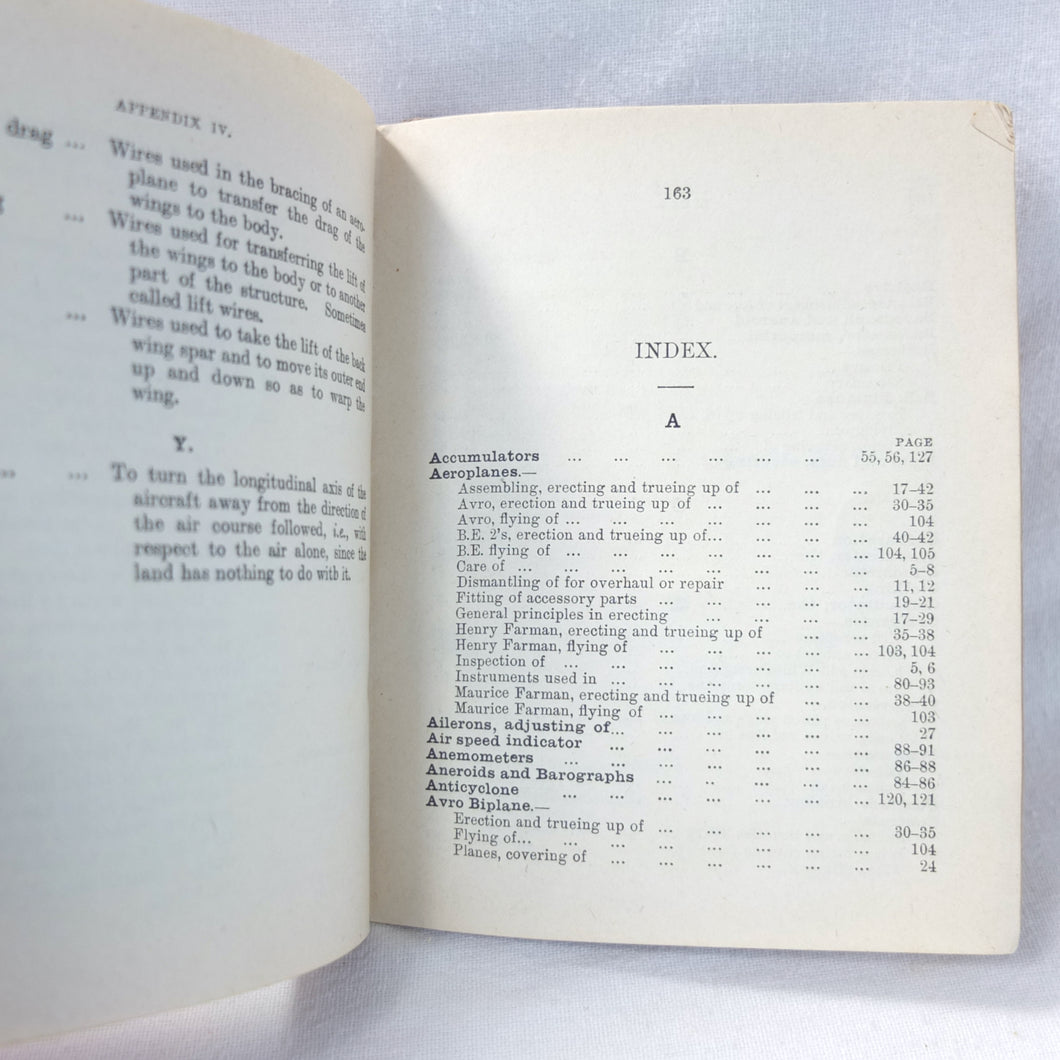 APPENDIX IV.
drag ... Wires used in the bracing of an aero-
plane to transfer the drag of the
wings to the body.
... Wires used for transferring the lift of
the wings to the body or to another
part of the structure. Sometimes
called lift wires.
... Wires used to take the lift of the back
wing spar and to move its outer end
up and down so as to warp the
wing.
Y.
... ... To turn the longitudinal axis of the
aircraft away from the direction of
the air course followed, i.e., with
respect to the air alone, since the
land has nothing to do with it.
163
INDEX.
A
PAGE
Accumulators ... ... ... ... ... ... 55, 56, 127
Aeroplanes.—
Assembling, erecting and trueing up of ... ... ... 17–42
Avro, erection and trueing up of ... ... ... ... 30–35
Avro, flying of ... ... ... ... ... ... ... 104
B.E. 2's, erection and trueing up of... ... ... ... 40–42
B.E. flying of ... ... ... ... ... ... ... 104, 105
Care of ... ... ... ... ... ... ... ... 5–8
Dismantling of for overhaul or repair ... ... ... 11, 12
Fitting of accessory parts ... ... ... ... ... 19–21
General principles in erecting ... ... ... ... 17–29
Henry Farman, erecting and trueing up of ... ... 35–38
Henry Farman, flying of ... ... ... ... ... 103, 104
Inspection of ... ... ... ... ... ... ... 5, 6
Instruments used in ... ... ... ... ... ... 80–93
Maurice Farman, erecting and trueing up of ... ... 38–40
Maurice Farman, flying of ... ... ... ... ... 103
Ailerons, adjusting of... ... ... ... ... ... 27
Air speed indicator ... ... ... ... ... ... 88–91
Anemometers ... ... ... ... ... ... ... 86–88
Aneroids and Barographs ... .. ... ... ... 84–86
Anticyclone ... ... ... ... ... ... ... 120, 121
Avro Biplane.—
Erection and trueing up of ... ... ... ... ... 30–35
Flying of... ... ... ... ... ... ... ... 104
Planes, covering of ... ... ... ... ... ... 24